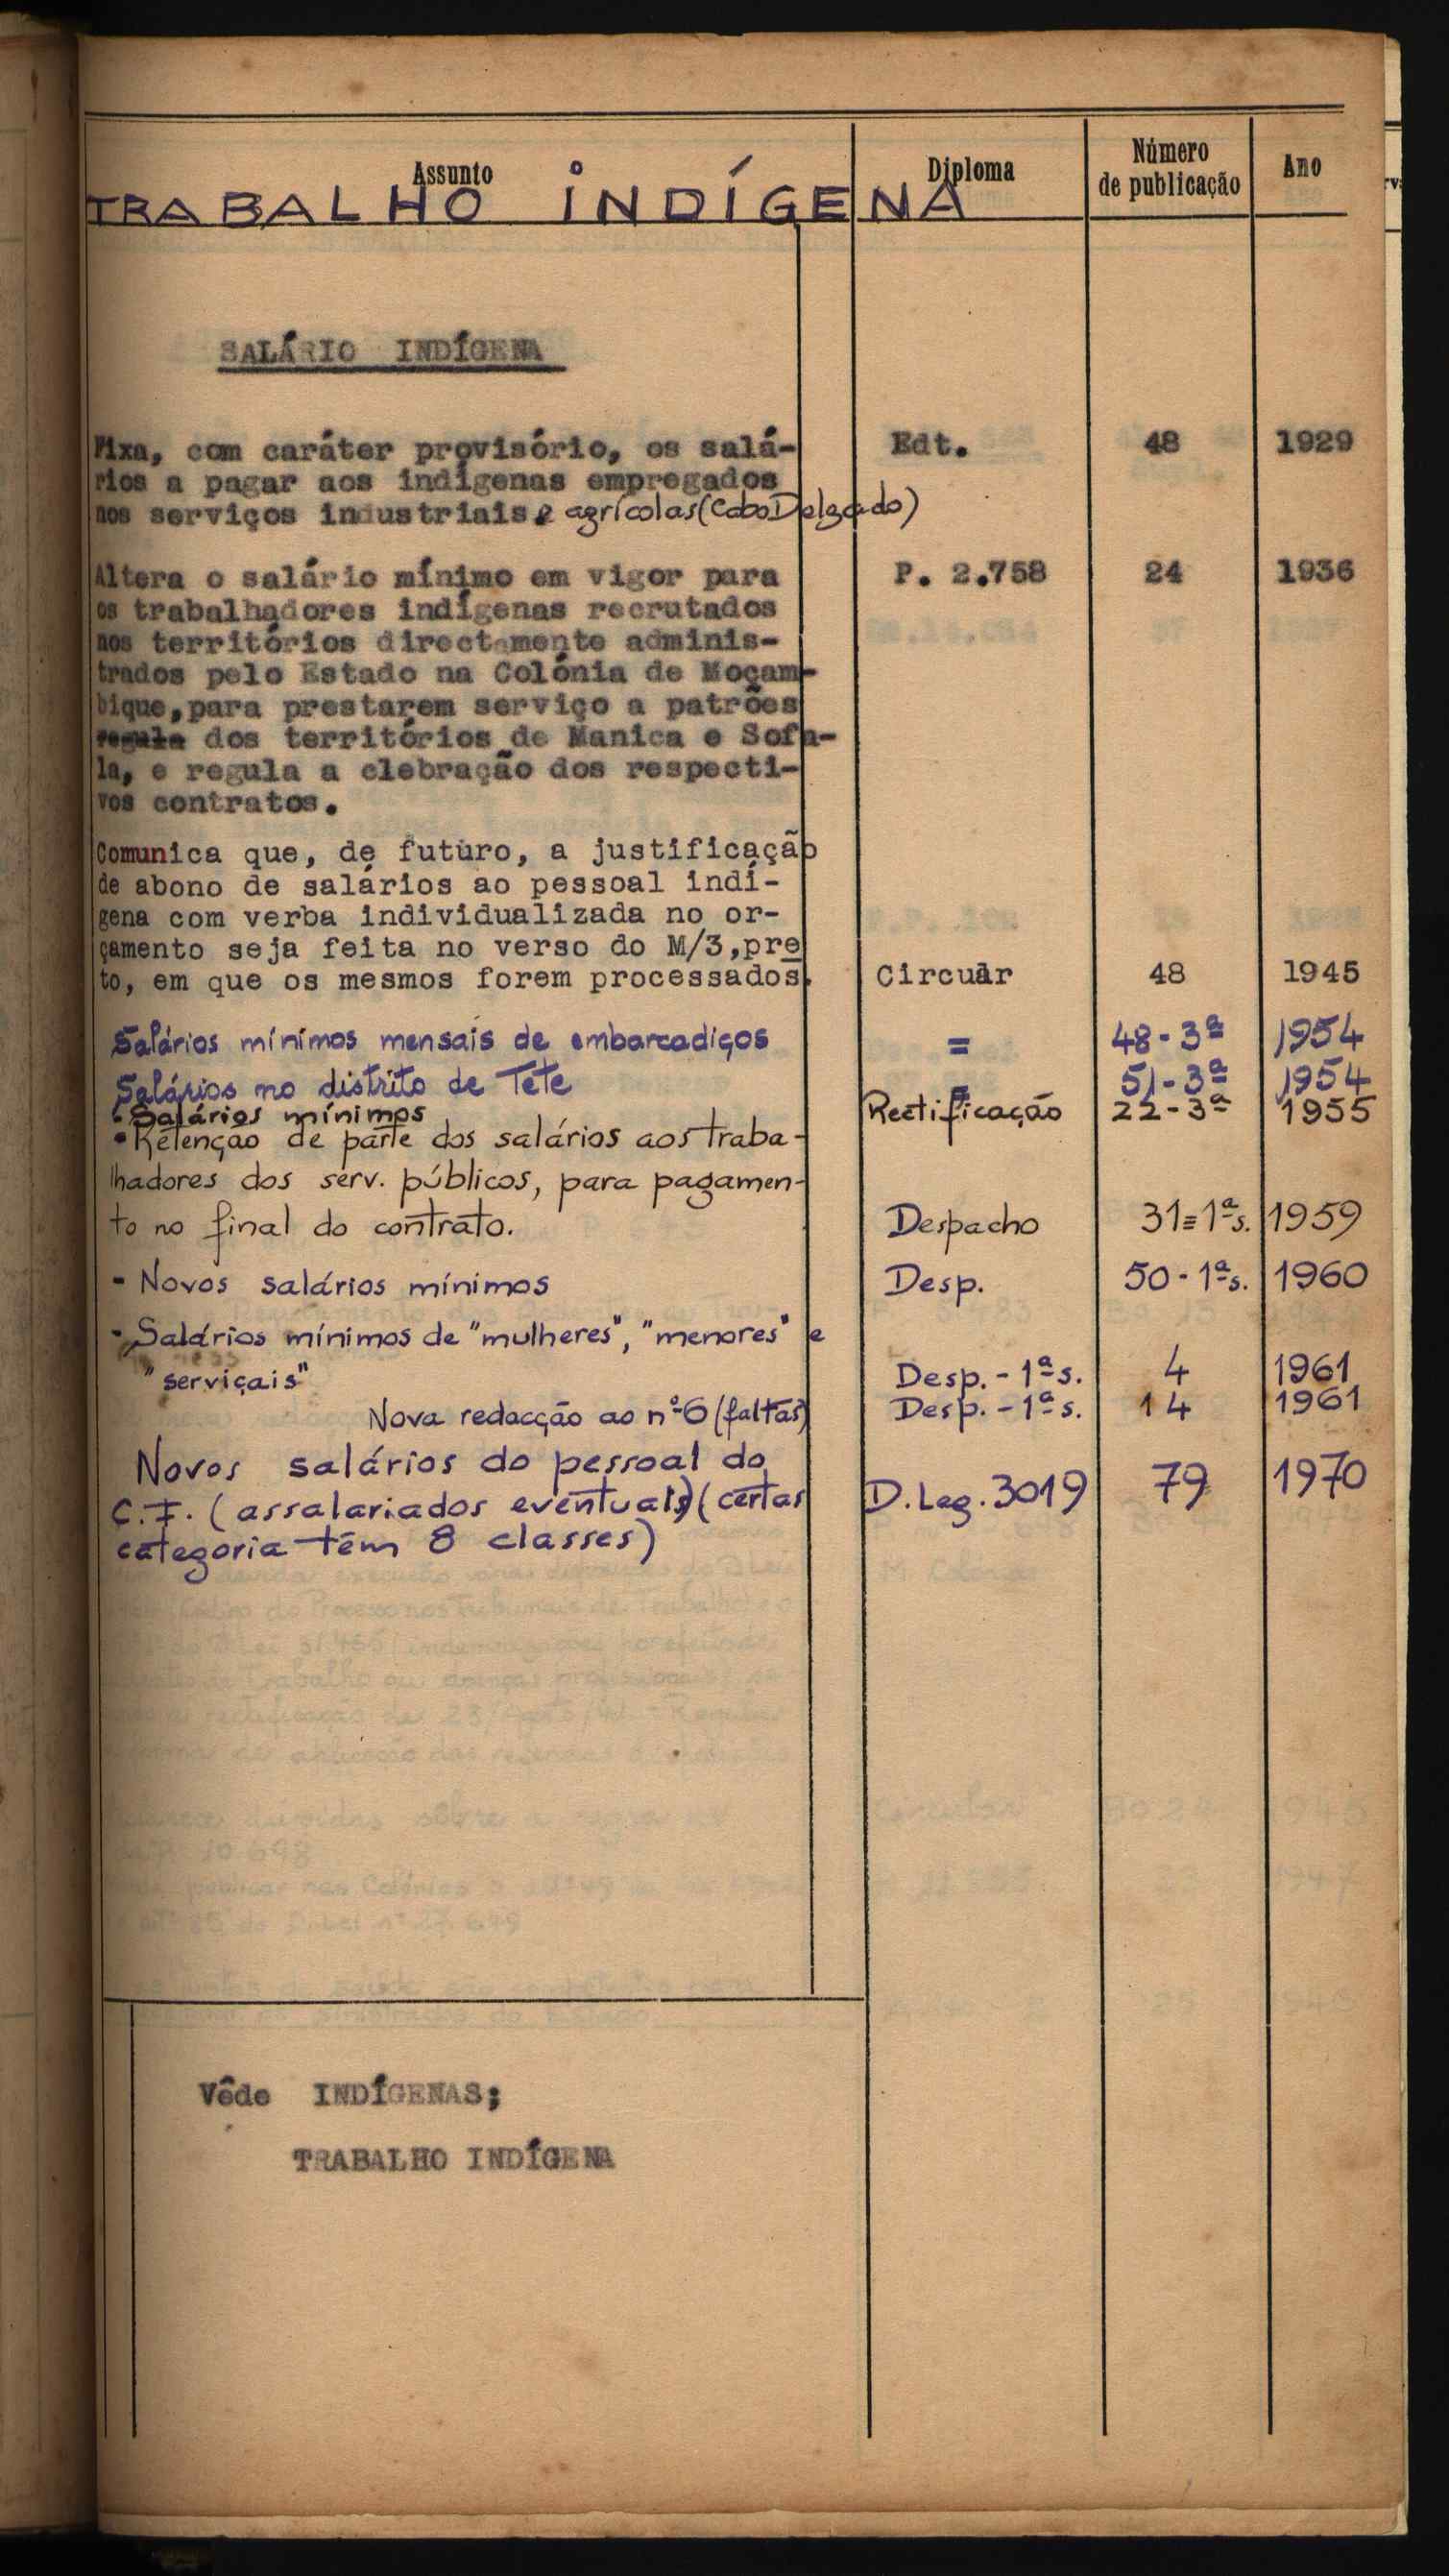 Assunto Diploma Número de publicação Ano
TRABALHO INDÍGENA
SALÁRIO INDÍGENA
Fixa, com caráter provisório, os salá- Edt. 48 1929
rios a pagar aos indígenas empregados
nos serviços industriais e agrícolas (Cabo Delgado)
Altera o salário mínimo em vigor para P. 2.758 24 1936
os trabalhadores indígenas recrutados
nos territórios directamente adminis-
trados pelo Estado na Colónia de Moçam-
bique, para prestarem serviço a patrões
regula dos territórios de Manica e Sofa-
la, e regula a clebração dos respecti-
vos contratos.
Comunica que, de futuro, a justificação
de abono de salários ao pessoal indí-
gena com verba individualizada no or-
çamento seja feita no verso do M/3,pre
to, em que os mesmos forem processados. Circuar 48 1945
Salários mínimos mensais de embarcadiços = 48-3ª 1954
Salários no distrito de Tete = 51-3ª 1954
• Salários mínimos Rectificação 22-3ª 1955
• Retenção de parte dos salários aos traba-
lhadores dos serv. públicos, para pagamen-
to no final do contrato. Despacho 31=1ªs. 1959
- Novos salários mínimos Desp. 50-1ªs. 1960
- Salários mínimos de "mulheres", "menores" e
"serviçais" Desp.-1ªs. 4 1961
Nova redacção ao nº6 (faltas) Desp.-1ªs. 14 1961
Novos salários do pessoal do
C.F. (assalariados eventuais) (certas D.Leg.3019 79 1970
categoria têm 8 classes)
Vêde INDÍGENAS;
TRABALHO INDÍGENA